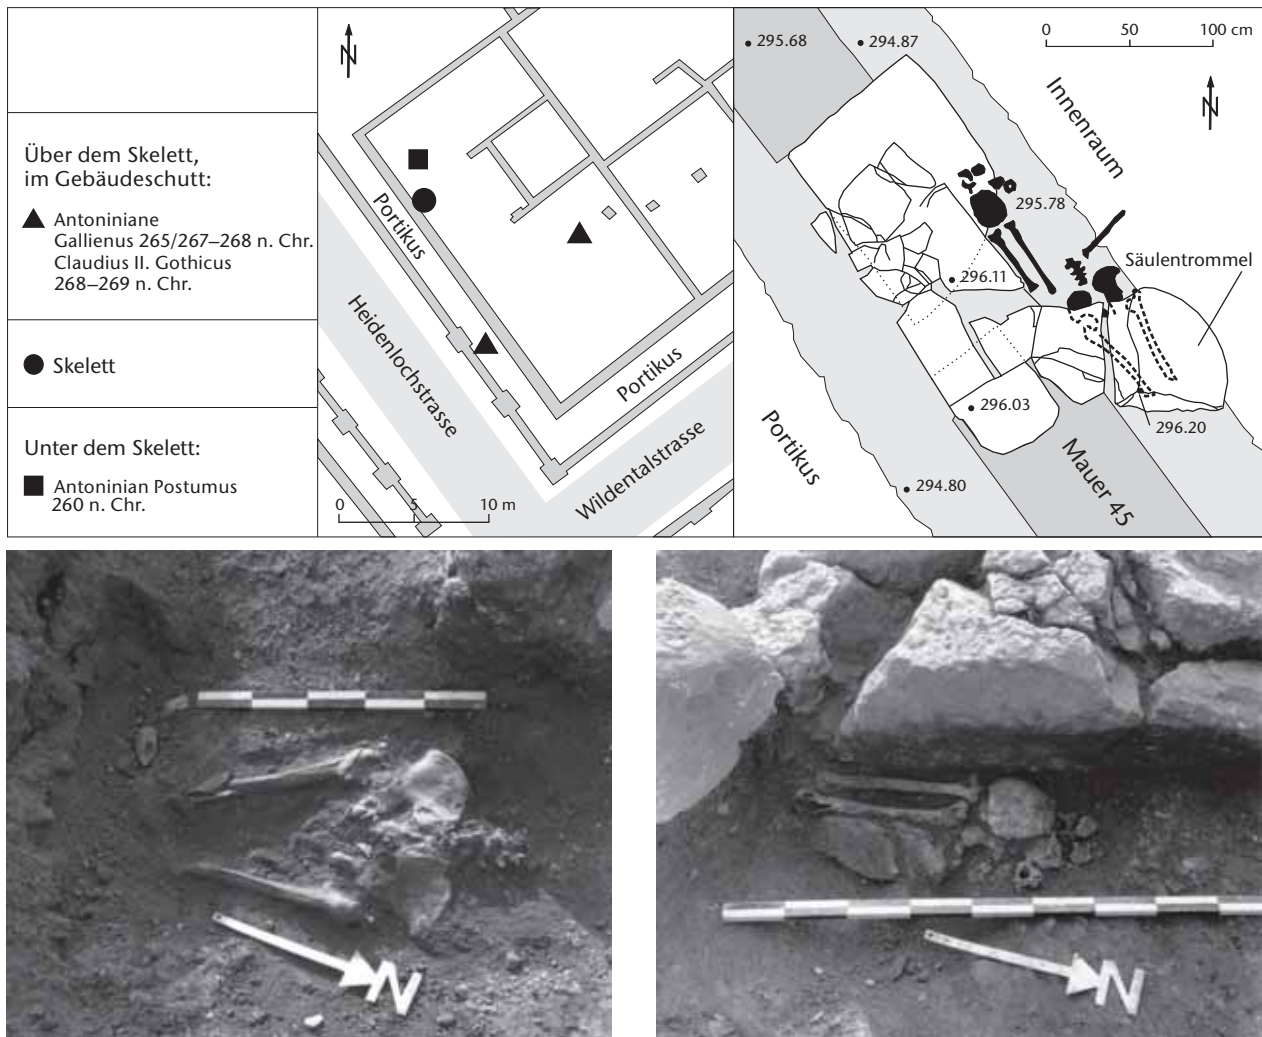 Über dem Skelett,
im Gebäudeschutt:
Antoniniane
Gallienus 265/267–268 n. Chr.
Claudius II. Gothicus
268–269 n. Chr.
Skelett
Unter dem Skelett:
Antoninian Postumus
260 n. Chr.
N
Portikus
Heidenlochstrasse
Portikus
Wildentalstrasse
0 5 10 m
295.68
294.87
0 50 100 cm
N
Innenraum
295.78
Säulentrommel
296.11
296.03
296.20
Portikus
Mauer 45
294.80
N
N